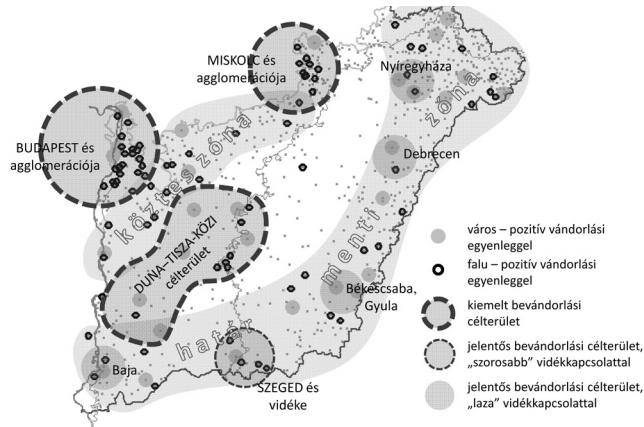 MISKOLC és
agglomerációja
Nyíregyháza
zóna
BUDAPEST és
agglomerációja
köztes zóna
Debrecen
DUNA–TISZA-KÖZI
célterület
menti
Békéscsaba,
Gyula
határ
Baja
SZEGED és
vidéke
város – pozitív vándorlási
egyenleggel
falu – pozitív vándorlási
egyenleggel
kiemelt bevándorlási
célterület
jelentős bevándorlási célterület,
„szorosabb” vidékkapcsolattal
jelentős bevándorlási célterület,
„laza” vidékkapcsolattal